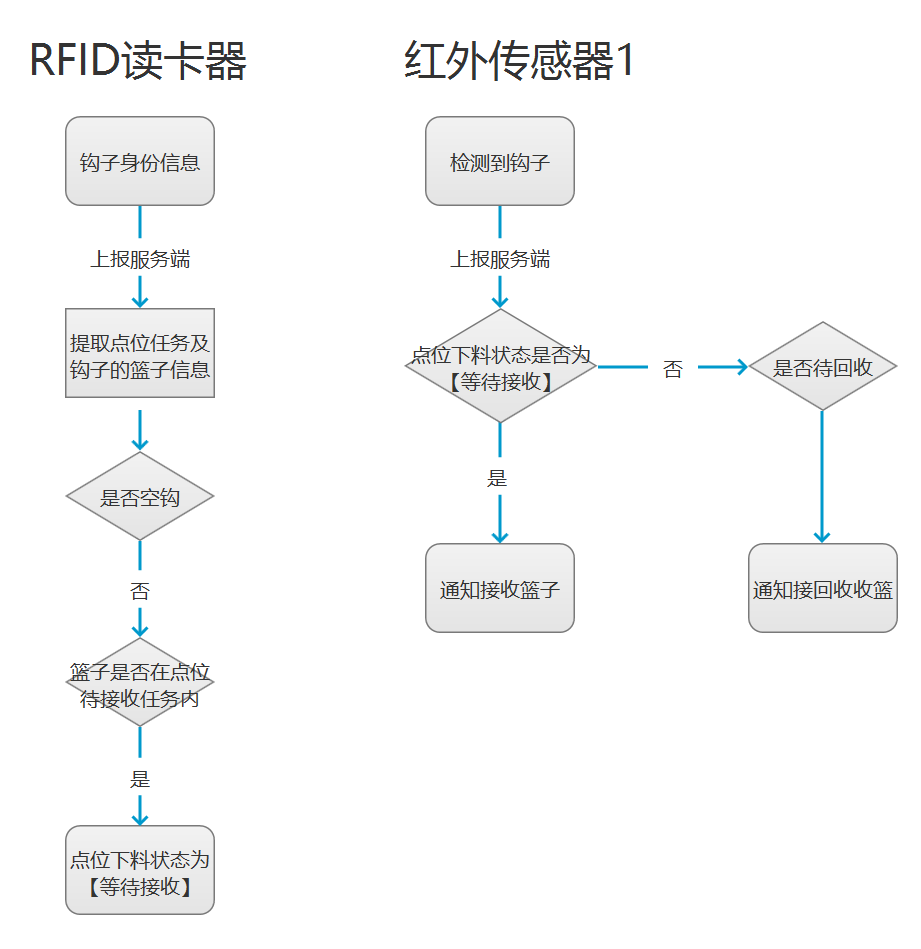 RFID读卡器
钩子身份信息
上报服务端
提取点位任务及
钩子的篮子信息
是否空钩
否
篮子是否在点位
待接收任务内
是
点位下料状态为
【等待接收】
红外传感器1
检测到钩子
上报服务端
点位下料状态是否为
【等待接收】
否
是否待回收
是
通知接收篮子
通知接回收收篮